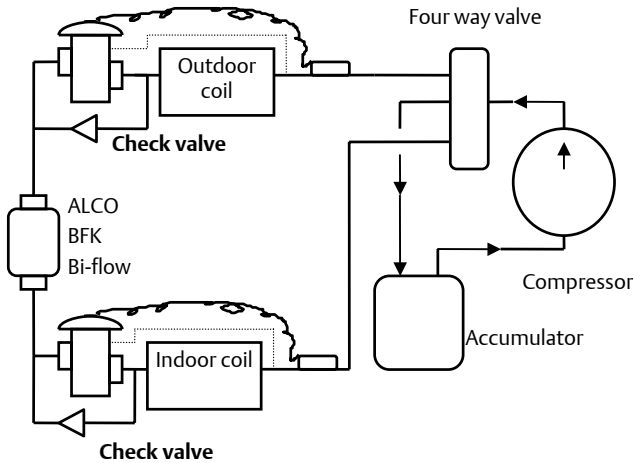 Four way valve
Outdoor
coil
Check valve
ALCO
BFK
Bi-flow
Compressor
Accumulator
Indoor coil
Check valve